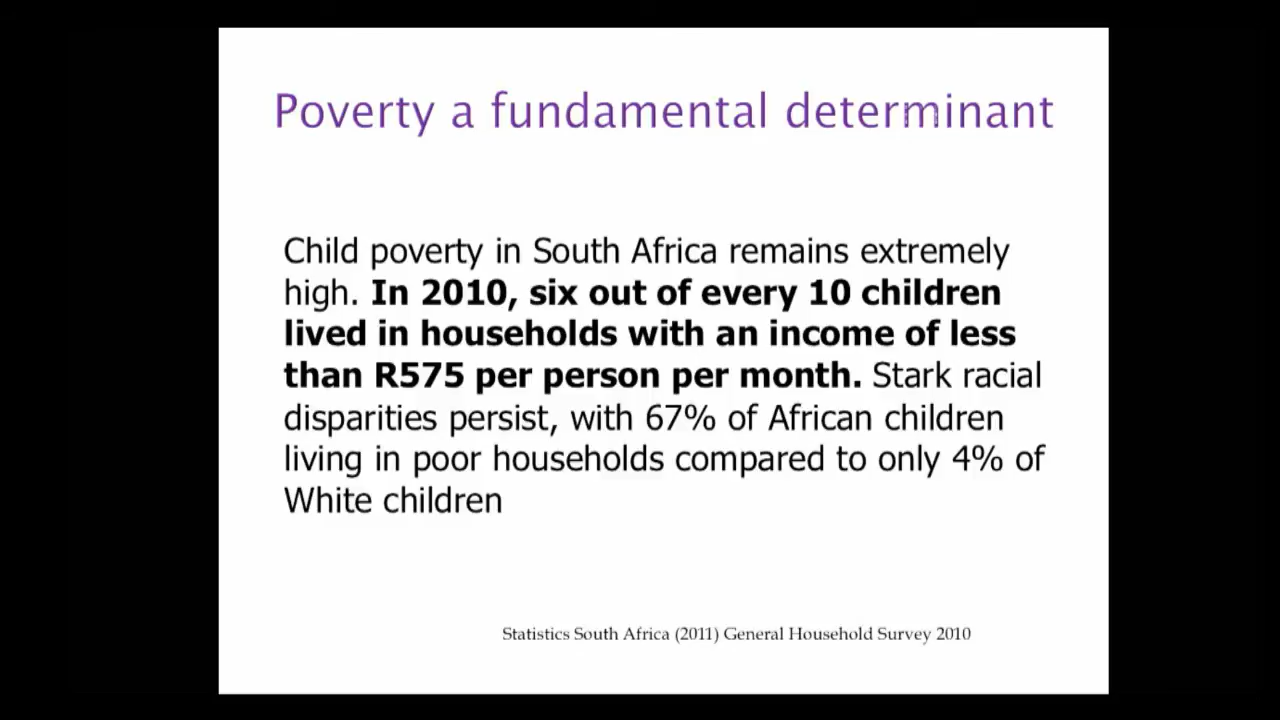 Poverty a fundamental determinant
Child poverty in South Africa remains extremely
high. In 2010, six out of every 10 children
lived in households with an income of less
than R575 per person per month. Stark racial
disparities persist, with 67% of African children
living in poor households compared to only 4% of
White children
Statistics South Africa (2011) General Household Survey 2010